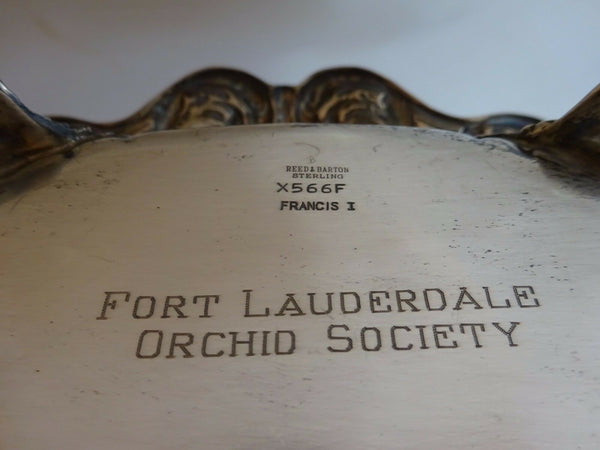 REED & BARTON
STERLING
X566F
FRANCIS I
FORT LAUDERDALE
ORCHID SOCIETY